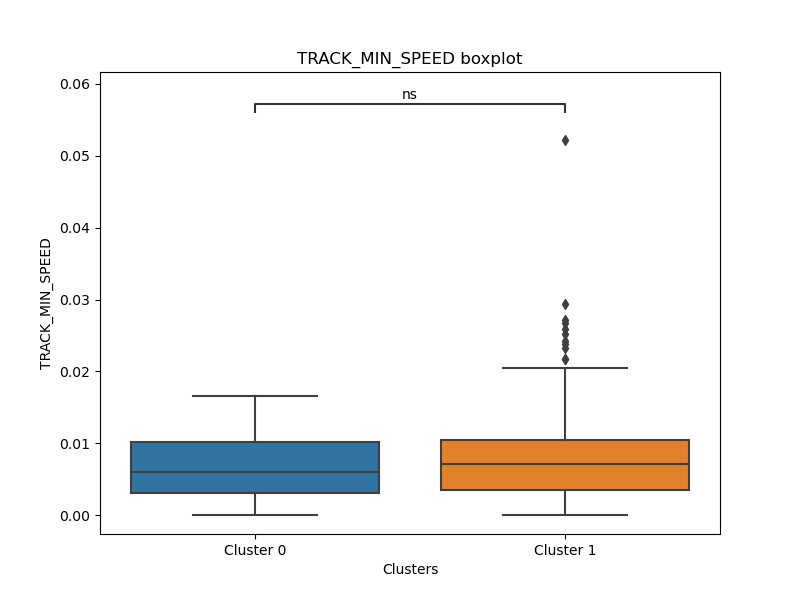 TRACK_MIN_SPEED boxplot
ns
TRACK_MIN_SPEED
0.06
0.05
0.04
0.03
0.02
0.01
0.00
Cluster 0
Cluster 1
Clusters